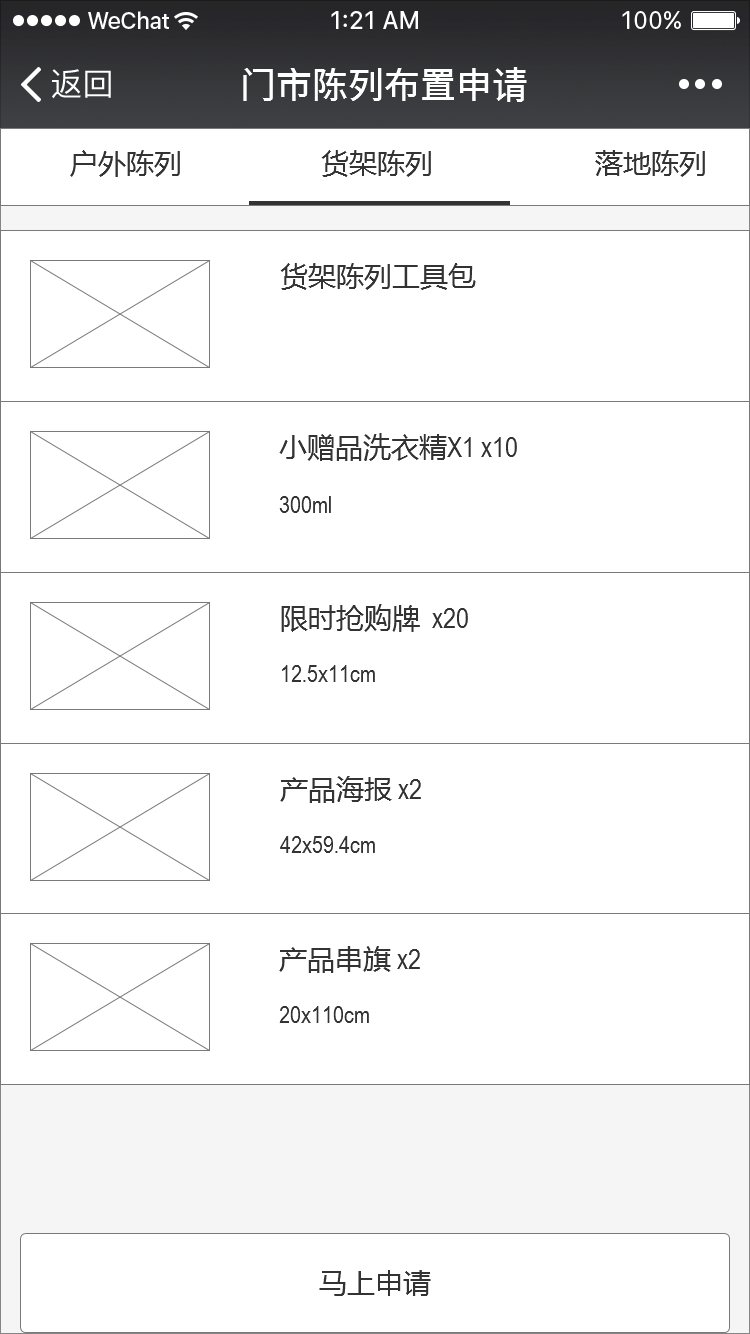 WeChat 1:21 AM 100%
返回 门市陈列布置申请
户外陈列 货架陈列 落地陈列
货架陈列工具包
小赠品洗衣精X1 x10
300ml
限时抢购牌 x20
12.5x11cm
产品海报 x2
42x59.4cm
产品串旗 x2
20x110cm
马上申请